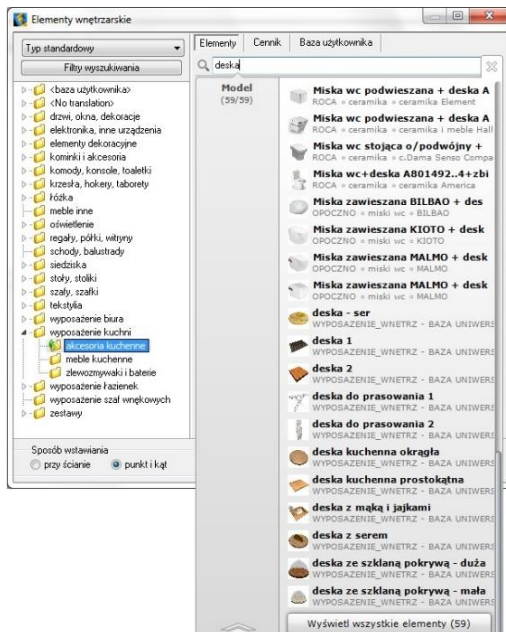 Elementy wnętrzarskie
Typ standardowy
Filtry wyszukiwania
<baza użytkownika>
<No translation>
drzwi, okna, dekoracje
elektronika, inne urządzenia
elementy dekoracyjne
kominki i akcesoria
komody, konsole, toaletki
krzesła, hokery, taborety
łóżka
meble inne
oświetlenie
regały, półki, witryny
schody, balustrady
siedziska
stoły, stoliki
szafy, szafki
tekstylia
wyposażenie biura
wyposażenie kuchni
akcesoria kuchenne
meble kuchenne
zlewozmywaki i baterie
wyposażenie łazienek
wyposażenie szaf wnękowych
zestawy
Sposób wstawiania
przy ścianie
punkt i kąt
Elementy
Cennik
Baza użytkownika
deska
Model
(59/59)
Miska wc podwieszana + deska A
ROCA » ceramika » ceramika Element
Miska wc podwieszana + deska A
ROCA » ceramika » ceramika i meble Hall
Miska wc stojąca o/podwójny +
ROCA » ceramika » c.Dama Senso Compa
Miska wc+deska A801492..4+zbi
ROCA » ceramika » ceramika America
Miska zawieszana BILBAO + des
OPOCZNO » miski wc » BILBAO
Miska zawieszana KIOTO + desk
OPOCZNO » miski wc » KIOTO
Miska zawieszana MALMO + desk
OPOCZNO » miski wc » MALMO
Miska zawieszana MALMO + desk
OPOCZNO » miski wc » MALMO
deska - ser
WYPOSAZENIE_WNETRZ - BAZA UNIWERS
deska 1
WYPOSAZENIE_WNETRZ - BAZA UNIWERS
deska 2
WYPOSAZENIE_WNETRZ - BAZA UNIWERS
deska do prasowania 1
WYPOSAZENIE_WNETRZ - BAZA UNIWERS
deska do prasowania 2
WYPOSAZENIE_WNETRZ - BAZA UNIWERS
deska kuchenna okrągła
WYPOSAZENIE_WNETRZ - BAZA UNIWERS
deska kuchenna prostokątna
WYPOSAZENIE_WNETRZ - BAZA UNIWERS
deska z mąką i jajkami
WYPOSAZENIE_WNETRZ - BAZA UNIWERS
deska z serem
WYPOSAZENIE_WNETRZ - BAZA UNIWERS
deska ze szklaną pokrywą - duża
WYPOSAZENIE_WNETRZ - BAZA UNIWERS
deska ze szklaną pokrywą - mała
WYPOSAZENIE_WNETRZ - BAZA UNIWERS
Wyświetl wszystkie elementy (59)